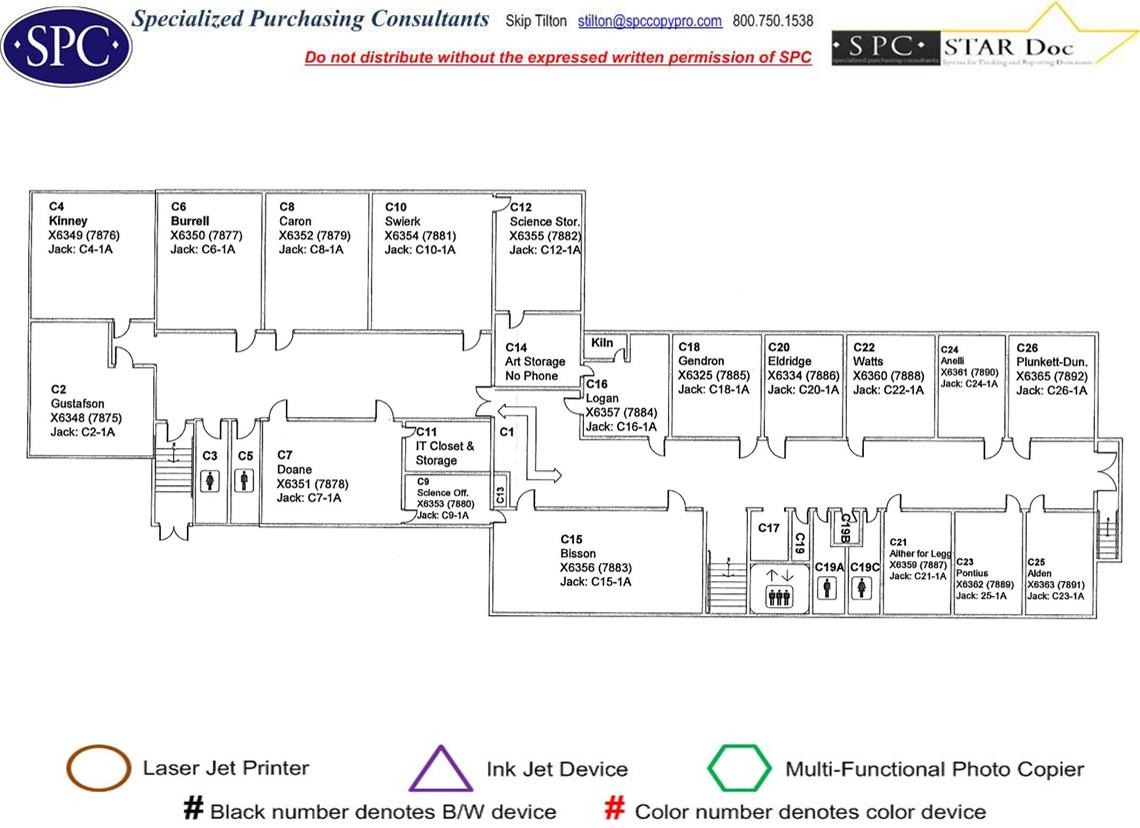 SPC
Specialized Purchasing Consultants Skip Tilton stilton@spccopypro.com 800.750.1538
Do not distribute without the expressed written permission of SPC
· SPC · STAR Doc
specialized purchasing consultants
System for Tracking and Reporting Documents
C4
Kinney
X6349 (7876)
Jack: C4-1A
C6
Burrell
X6350 (7877)
Jack: C6-1A
C8
Caron
X6352 (7879)
Jack: C8-1A
C10
Swierk
X6354 (7881)
Jack: C10-1A
C12
Science Stor.
X6355 (7882)
Jack: C12-1A
C14
Art Storage
No Phone
Kiln
C16
Logan
X6357 (7884)
Jack: C16-1A
C18
Gendron
X6325 (7885)
Jack: C18-1A
C20
Eldridge
X6334 (7886)
Jack: C20-1A
C22
Watts
X6360 (7888)
Jack: C22-1A
C24
Anelli
X6361 (7890)
Jack: C24-1A
C26
Plunkett-Dun.
X6365 (7892)
Jack: C26-1A
C2
Gustafson
X6348 (7875)
Jack: C2-1A
C3
C5
C7
Doane
X6351 (7878)
Jack: C7-1A
C11
IT Closet &
Storage
C9
Science Off.
X6353 (7880)
Jack: C9-1A
C1
C13
C15
Bisson
X6356 (7883)
Jack: C15-1A
C17
C19
C19B
C19A
C19C
C21
Aither for Legg
X6359 (7887)
Jack: C21-1A
C23
Pontius
X6362 (7889)
Jack: 25-1A
C25
Alden
X6363 (7891)
Jack: C23-1A
Laser Jet Printer
Ink Jet Device
Multi-Functional Photo Copier
# Black number denotes B/W device
# Color number denotes color device